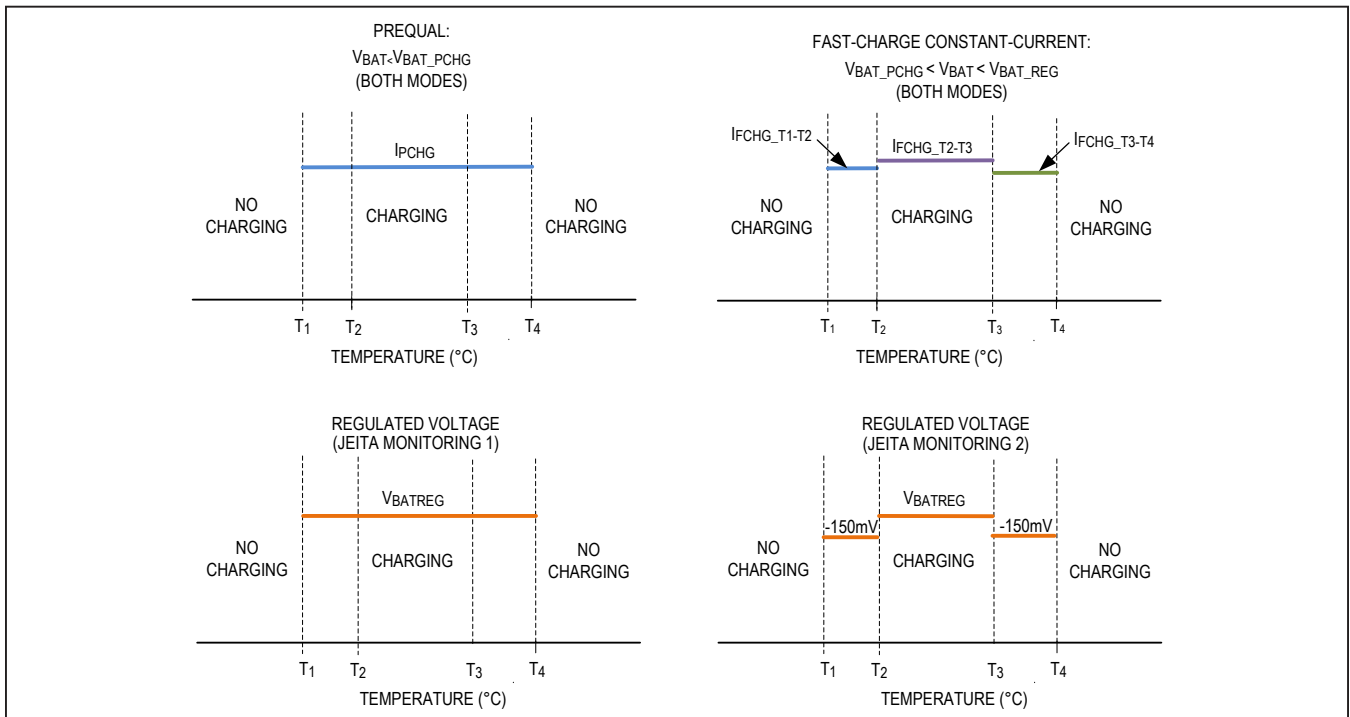 PREQUAL:
VBAT<VBAT_PCHG
(BOTH MODES)
IPCHG
NO
CHARGING
CHARGING
NO
CHARGING
T1
T2
T3
T4
TEMPERATURE (°C)
FAST-CHARGE CONSTANT-CURRENT:
VBAT_PCHG < VBAT < VBAT_REG
(BOTH MODES)
IFCHG_T1-T2
IFCHG_T2-T3
IFCHG_T3-T4
NO
CHARGING
CHARGING
NO
CHARGING
T1
T2
T3
T4
TEMPERATURE (°C)
REGULATED VOLTAGE
(JEITA MONITORING 1)
VBATREG
NO
CHARGING
CHARGING
NO
CHARGING
T1
T2
T3
T4
TEMPERATURE (°C)
REGULATED VOLTAGE
(JEITA MONITORING 2)
VBATREG
-150mV
-150mV
NO
CHARGING
CHARGING
NO
CHARGING
T1
T2
T3
T4
TEMPERATURE (°C)